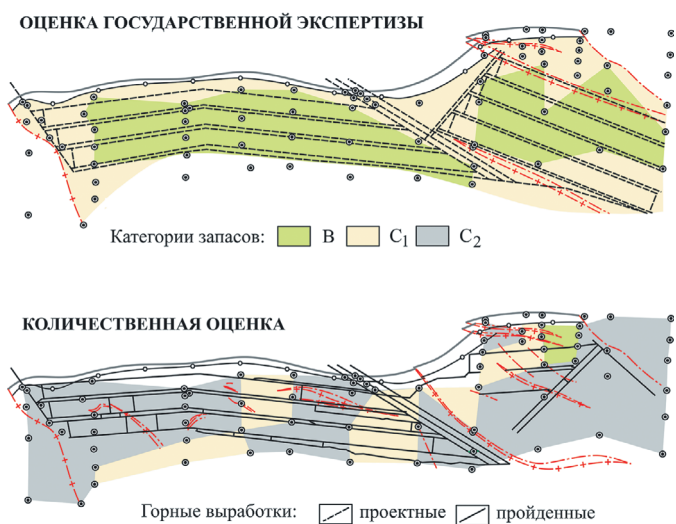 ОЦЕНКА ГОСУДАРСТВЕННОЙ ЭКСПЕРТИЗЫ
Категории запасов: B C₁ C₂
КОЛИЧЕСТВЕННАЯ ОЦЕНКА
Горные выработки: проектные пройденные